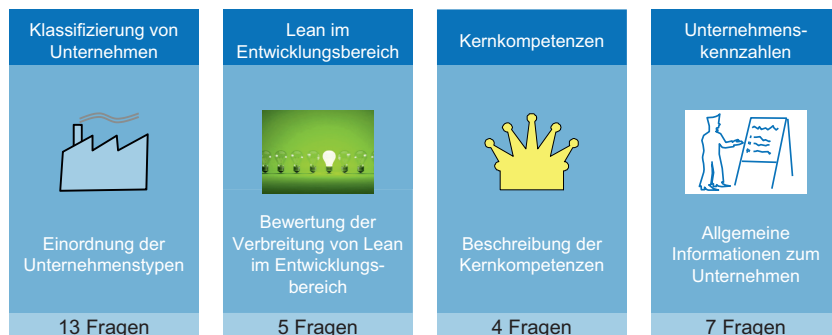 Klassifizierung von
Unternehmen
Einordnung der
Unternehmenstypen
13 Fragen
Lean im
Entwicklungsbereich
Bewertung der
Verbreitung von Lean
im Entwicklungs-
bereich
5 Fragen
Kernkompetenzen
Beschreibung der
Kernkompetenzen
4 Fragen
Unternehmens-
kennzahlen
Allgemeine
Informationen zum
Unternehmen
7 Fragen